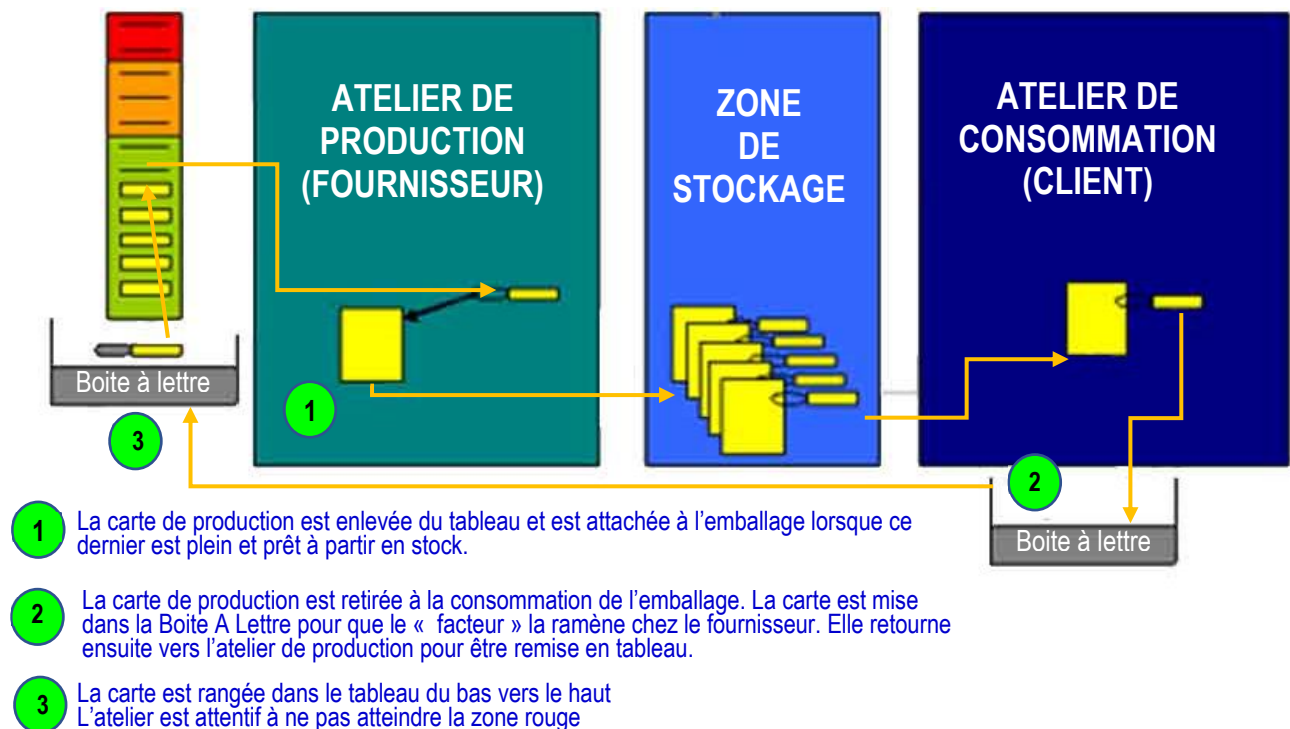 ATELIER DE
PRODUCTION
(FOURNISSEUR)
ZONE
DE
STOCKAGE
ATELIER DE
CONSOMMATION
(CLIENT)
Boite à lettre
1
3
2
Boite à lettre
1
La carte de production est enlevée du tableau et est attachée à l’emballage lorsque ce
dernier est plein et prêt à partir en stock.
2
La carte de production est retirée à la consommation de l’emballage. La carte est mise
dans la Boite A Lettre pour que le «  facteur » la ramène chez le fournisseur. Elle retourne
ensuite vers l’atelier de production pour être remise en tableau.
3
La carte est rangée dans le tableau du bas vers le haut
L’atelier est attentif à ne pas atteindre la zone rouge